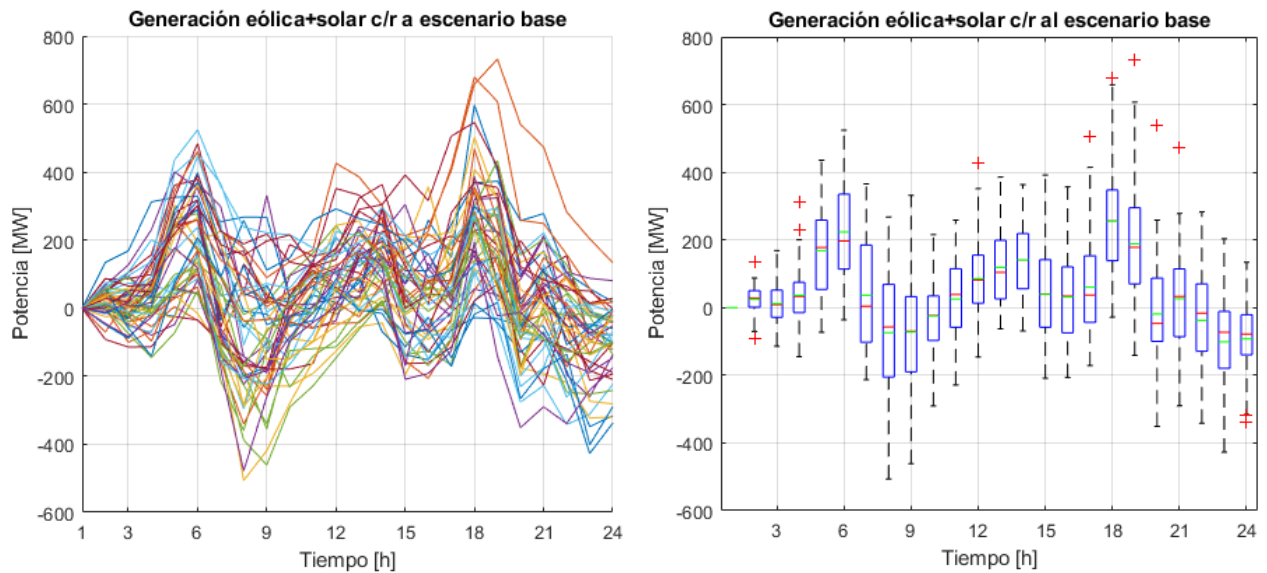 Generación eólica+solar c/r a escenario base
800
600
400
200
0
-200
-400
-600
Potencia [MW]
1 3 6 9 12 15 18 21 24
Tiempo [h]
Generación eólica+solar c/r al escenario base
800
600
400
200
0
-200
-400
-600
Potencia [MW]
3 6 9 12 15 18 21 24
Tiempo [h]